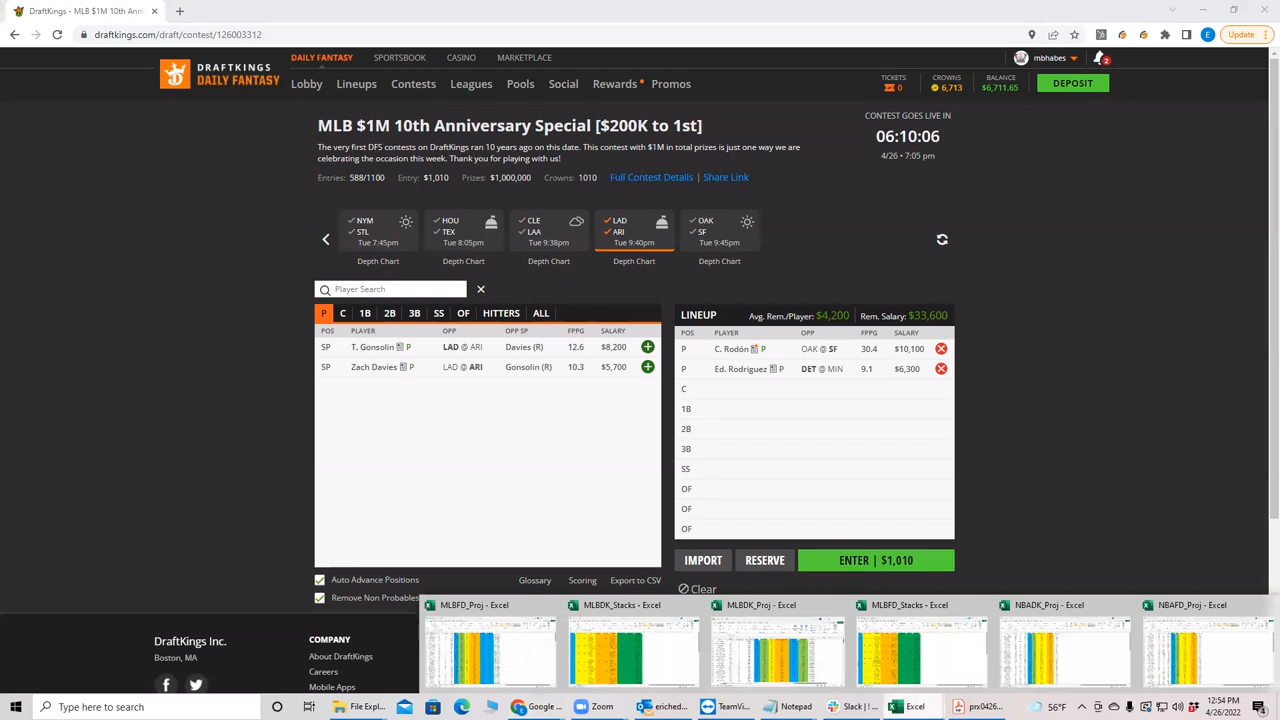 DraftKings - MLB $1M 10th Anniv
draftkings.com/draft/contest/126003312
E
Update
DRAFTKINGS
DAILY FANTASY
DAILY FANTASY SPORTSBOOK CASINO MARKETPLACE
mbhabes 2
Lobby Lineups Contests Leagues Pools Social Rewards Promos
TICKETS 0
CROWNS 6,713
BALANCE $6,711.65
DEPOSIT
MLB $1M 10th Anniversary Special [$200K to 1st)
The very first DFS contests on DraftKings ran 10 years ago on this date. This contest with $1M in total prizes is just one way we are
celebrating the occasion this week. Thank you for playing with us!
Entries: 588/1100 Entry: $1,010 Prizes: $1,000,000 Crowns: 1010 Full Contest Details | Share Link
CONTEST GOES LIVE IN
06:10:06
4/26 • 7:05 pm
NYM
STL
Tue 7:45pm
Depth Chart
HOU
TEX
Tue 8:05pm
Depth Chart
CLE
LAA
Tue 9:38pm
Depth Chart
LAD
ARI
Tue 9:40pm
Depth Chart
OAK
SF
Tue 9:45pm
Depth Chart
Player Search
P C 1B 2B 3B SS OF HITTERS ALL
POS PLAYER OPP OPP SP FPPG SALARY
SP T. Gonsolin P LAD @ ARI Davies (R) 12.6 $8,200
SP Zach Davies P LAD @ ARI Gonsolin (R) 10.3 $5,700
LINEUP Avg. Rem./Player: $4,200 Rem. Salary: $33,600
POS PLAYER OPP FPPG SALARY
P C. Rodón P OAK @ SF 30.4 $10,100
P Ed. Rodriguez P DET @ MIN 9.1 $6,300
C
1B
2B
3B
SS
OF
OF
OF
IMPORT RESERVE ENTER | $1,010
Clear
Auto Advance Positions
Remove Non Probables
Glossary Scoring Export to CSV
MLBFD_Proj - Excel MLBDK_Stacks - Excel MLBDK_Proj - Excel MLBFD_Stacks - Excel NBADK_Proj - Excel NBAFD_Proj - Excel
DraftKings Inc.
Boston, MA
COMPANY
About DraftKings
Careers
Mobile Apps
Type here to search
File Expl... Google ... Zoom eriched... TeamVi... Notepad Slack | !... Excel prx0426...
56°F
12:54 PM
4/26/2022
4